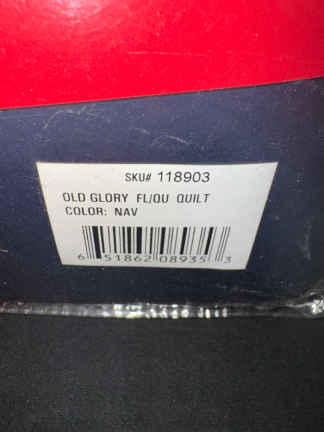 SKU# 118903
OLD GLORY FL/QU QUILT
COLOR: NAV
6 51862 08935 3